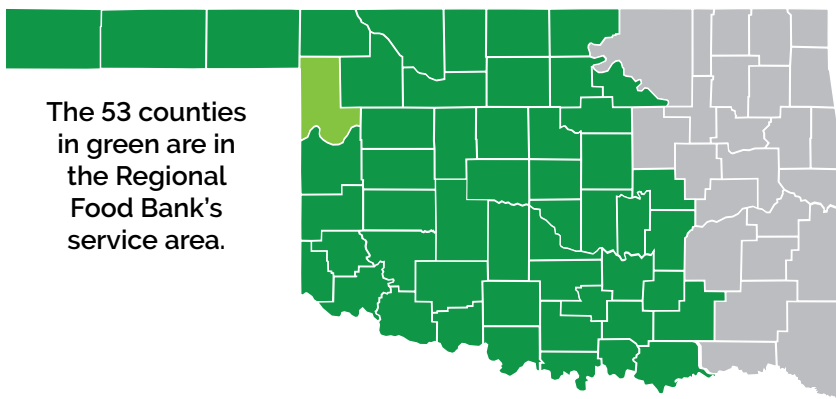 The 53 counties
in green are in
the Regional
Food Bank’s
service area.